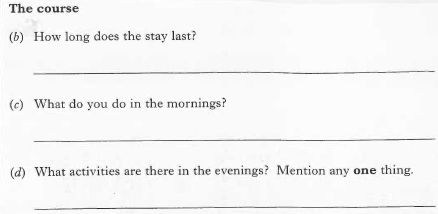 The course
(b) How long does the stay last?
(c) What do you do in the mornings?
(d) What activities are there in the evenings? Mention any one thing.